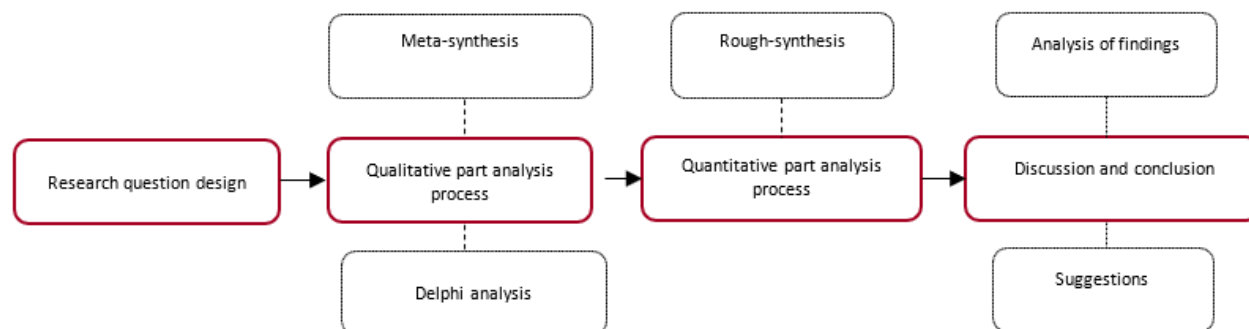 Meta-synthesis
Rough-synthesis
Analysis of findings
Research question design
Qualitative part analysis
process
Quantitative part analysis
process
Discussion and conclusion
Delphi analysis
Suggestions